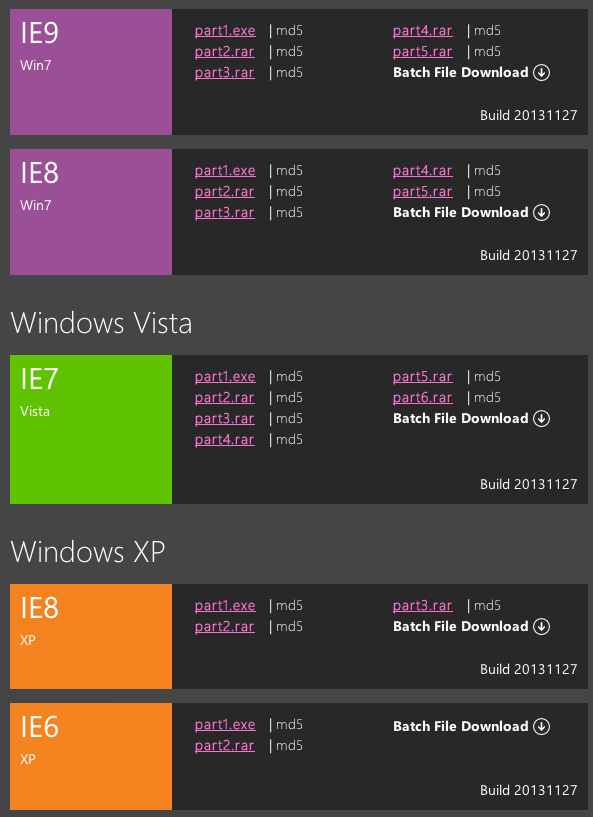 IE9
Win7
part1.exe | md5
part2.rar | md5
part3.rar | md5
part4.rar | md5
part5.rar | md5
Batch File Download
Build 20131127
IE8
Win7
part1.exe | md5
part2.rar | md5
part3.rar | md5
part4.rar | md5
part5.rar | md5
Batch File Download
Build 20131127
Windows Vista
IE7
Vista
part1.exe | md5
part2.rar | md5
part3.rar | md5
part4.rar | md5
part5.rar | md5
part6.rar | md5
Batch File Download
Build 20131127
Windows XP
IE8
XP
part1.exe | md5
part2.rar | md5
part3.rar | md5
Batch File Download
Build 20131127
IE6
XP
part1.exe | md5
part2.rar | md5
Batch File Download
Build 20131127